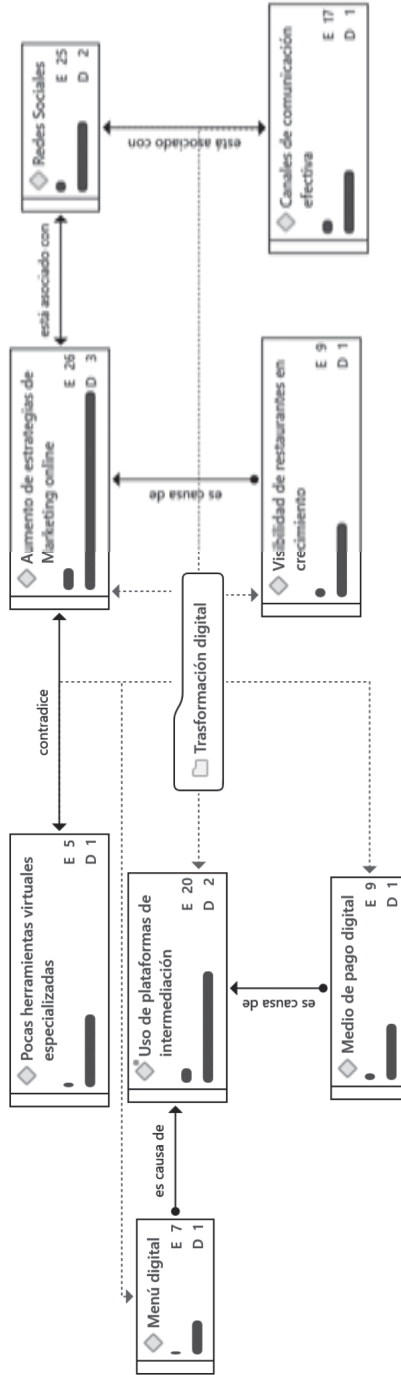 Pocas herramientas virtuales
especializadas
E 5
D 1
contradice
Aumento de estrategias de
Marketing online
E 26
D 3
está asociado con
Redes Sociales
E 25
D 2
Menú digital
E 7
D 1
es causa de
Uso de plataformas de
intermediación
E 20
D 2
Trasformación digital
es causa de
está asociado con
es causa de
Medio de pago digital
E 9
D 1
Visibilidad de restaurantes en
crecimiento
E 9
D 1
Canales de comunicación
efectiva
E 17
D 1